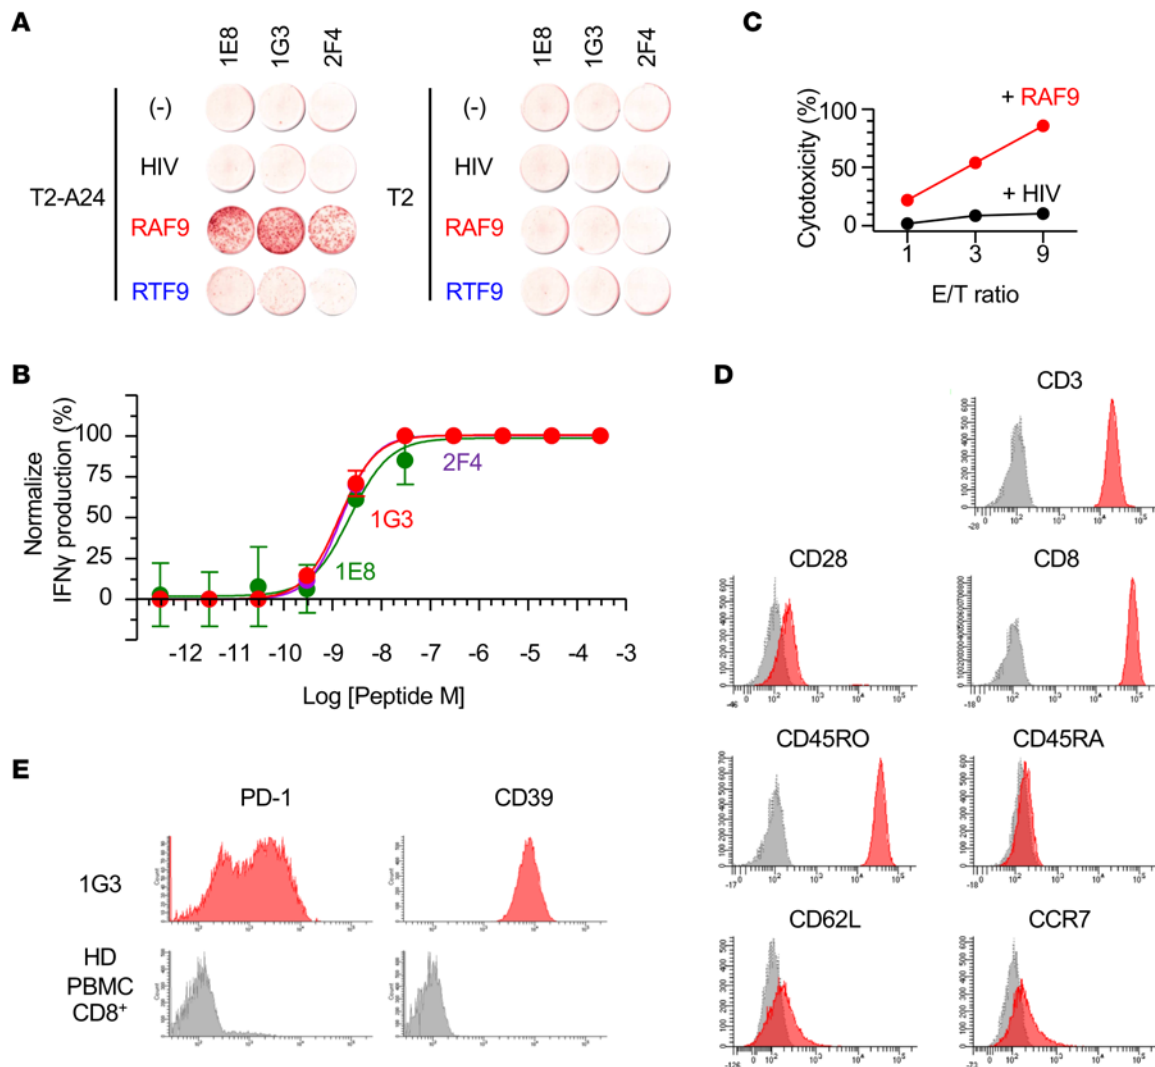 A
1E8 1G3 2F4
1E8 1G3 2F4
T2-A24
(-)
HIV
RAF9
RTF9
T2
(-)
HIV
RAF9
RTF9
C
Cytotoxicity (%)
100
50
0
+ RAF9
+ HIV
1 3 9
E/T ratio
B
Normalize
IFNγ production (%)
100
75
50
25
0
2F4
1G3
1E8
-12 -11 -10 -9 -8 -7 -6 -5 -4 -3
Log [Peptide M]
D
CD3
CD28
CD8
CD45RO
CD45RA
CD62L
CCR7
E
PD-1
CD39
1G3
HD
PBMC
CD8+